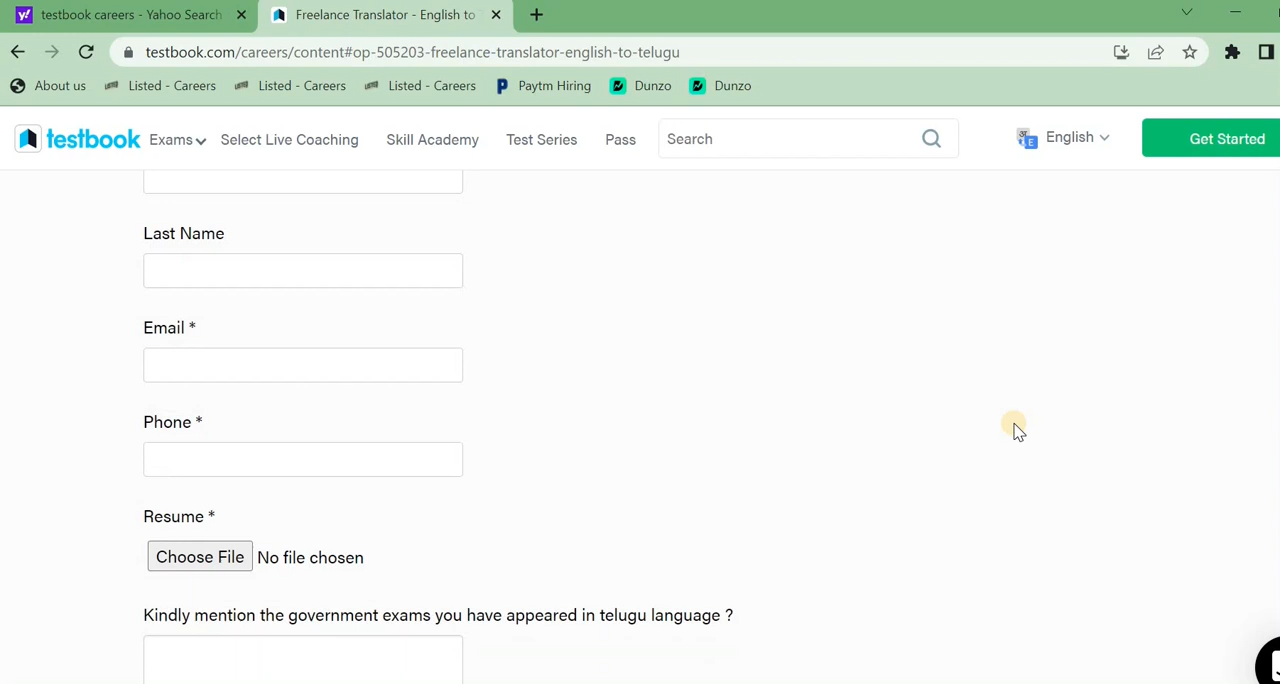 testbook careers - Yahoo Search
Freelance Translator - English to
testbook.com/careers/content#op-505203-freelance-translator-english-to-telugu
About us
Listed - Careers
Listed - Careers
Listed - Careers
Paytm Hiring
Dunzo
Dunzo
testbook
Exams
Select Live Coaching
Skill Academy
Test Series
Pass
Search
English
Get Started
Last Name
Email *
Phone *
Resume *
Choose File No file chosen
Kindly mention the government exams you have appeared in telugu language ?